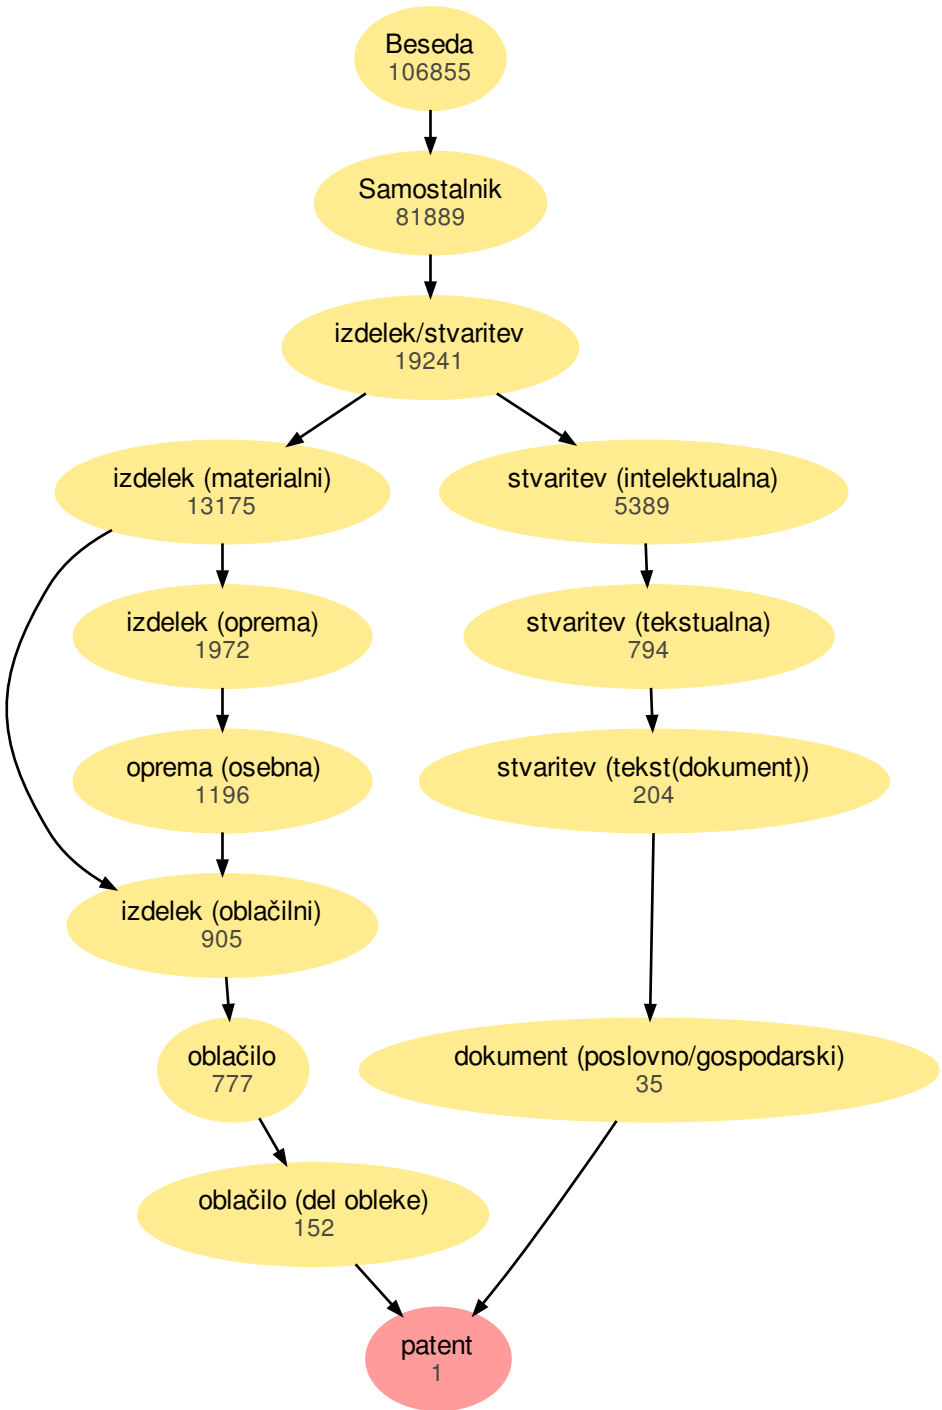 Beseda
106855
Samostalnik
81889
izdelek/stvaritev
19241
izdelek (materialni)
13175
stvaritev (intelektualna)
5389
izdelek (oprema)
1972
stvaritev (tekstualna)
794
oprema (osebna)
1196
stvaritev (tekst(dokument))
204
izdelek (oblačilni)
905
oblačilo
777
dokument (poslovno/gospodarski)
35
oblačilo (del obleke)
152
patent
1